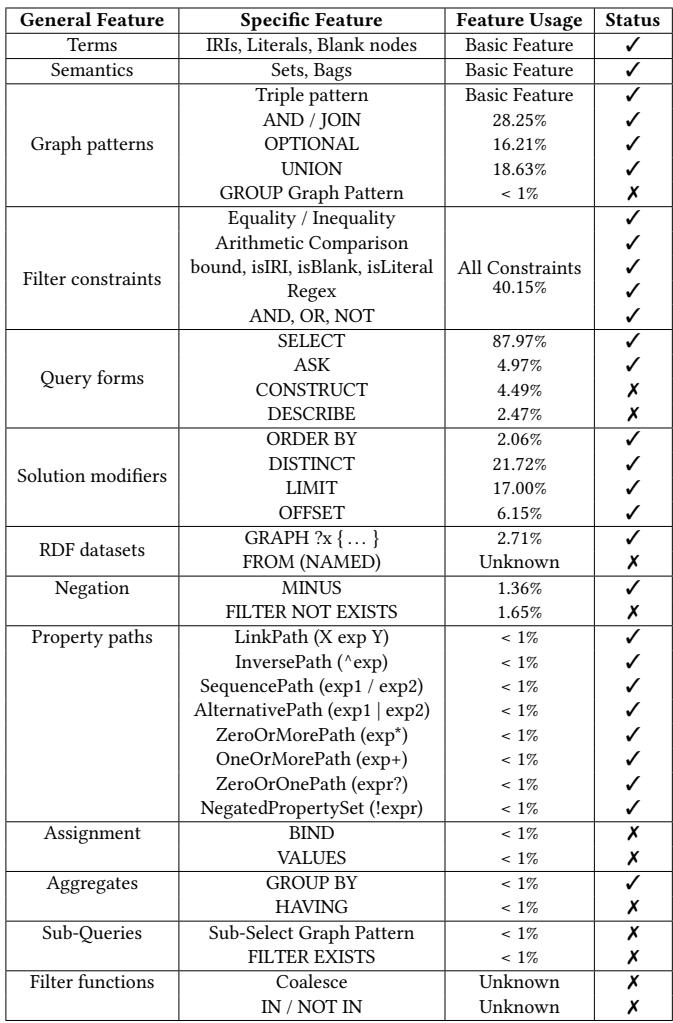 General Feature Specific Feature Feature Usage Status
Terms IRIs, Literals, Blank nodes Basic Feature ✓
Semantics Sets, Bags Basic Feature ✓
Graph patterns Triple pattern Basic Feature ✓
AND / JOIN 28.25% ✓
OPTIONAL 16.21% ✓
UNION 18.63% ✓
GROUP Graph Pattern < 1% ✗
Filter constraints Equality / Inequality All Constraints 40.15% ✓
Arithmetic Comparison ✓
bound, isIRI, isBlank, isLiteral ✓
Regex ✓
AND, OR, NOT ✓
Query forms SELECT 87.97% ✓
ASK 4.97% ✓
CONSTRUCT 4.49% ✗
DESCRIBE 2.47% ✗
Solution modifiers ORDER BY 2.06% ✓
DISTINCT 21.72% ✓
LIMIT 17.00% ✓
OFFSET 6.15% ✓
RDF datasets GRAPH ?x { … } 2.71% ✓
FROM (NAMED) Unknown ✗
Negation MINUS 1.36% ✓
FILTER NOT EXISTS 1.65% ✗
Property paths LinkPath (X exp Y) < 1% ✓
InversePath (^exp) < 1% ✓
SequencePath (exp1 / exp2) < 1% ✓
AlternativePath (exp1 | exp2) < 1% ✓
ZeroOrMorePath (exp*) < 1% ✓
OneOrMorePath (exp+) < 1% ✓
ZeroOrOnePath (expr?) < 1% ✓
NegatedPropertySet (!expr) < 1% ✓
Assignment BIND < 1% ✗
VALUES < 1% ✗
Aggregates GROUP BY < 1% ✓
HAVING < 1% ✗
Sub-Queries Sub-Select Graph Pattern < 1% ✗
FILTER EXISTS < 1% ✗
Filter functions Coalesce Unknown ✗
IN / NOT IN Unknown ✗